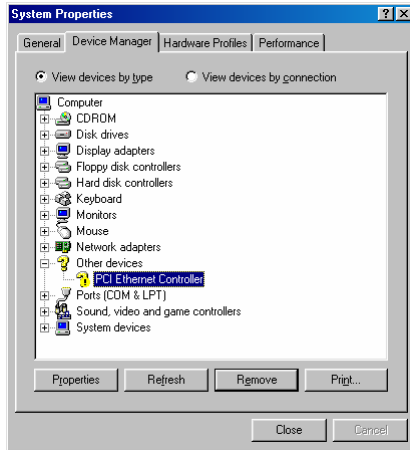 System Properties
General Device Manager Hardware Profiles Performance
View devices by type View devices by connection
Computer
CDROM
Disk drives
Display adapters
Floppy disk controllers
Hard disk controllers
Keyboard
Monitors
Mouse
Network adapters
Other devices
PCI Ethernet Controller
Ports (COM & LPT)
Sound, video and game controllers
System devices
Properties Refresh Remove Print...
Close Cancel